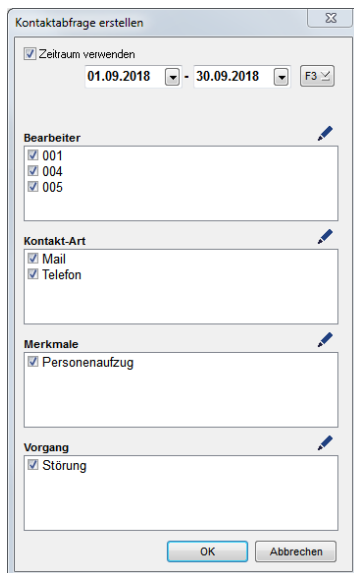 Kontaktabfrage erstellen
Zeitraum verwenden
01.09.2018 - 30.09.2018 F3
Bearbeiter
001
004
005
Kontakt-Art
Mail
Telefon
Merkmale
Personenaufzug
Vorgang
Störung
OK Abbrechen